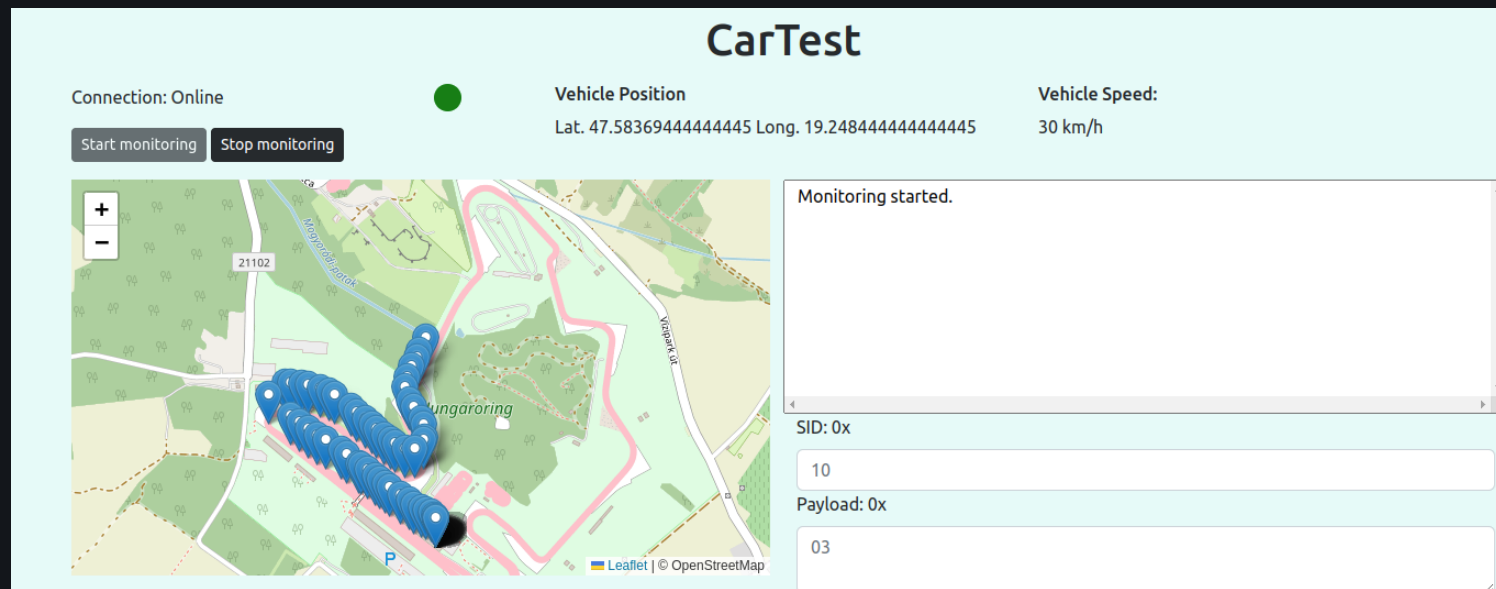 CarTest
Connection: Online
Vehicle Position
Vehicle Speed:
Lat. 47.58369444444445 Long. 19.248444444444445
30 km/h
Start monitoring
Stop monitoring
+
−
21102
Mogyoródi-patak
Vízipark út
ungaroring
P
Leaflet | © OpenStreetMap
Monitoring started.
SID: 0x
10
Payload: 0x
03